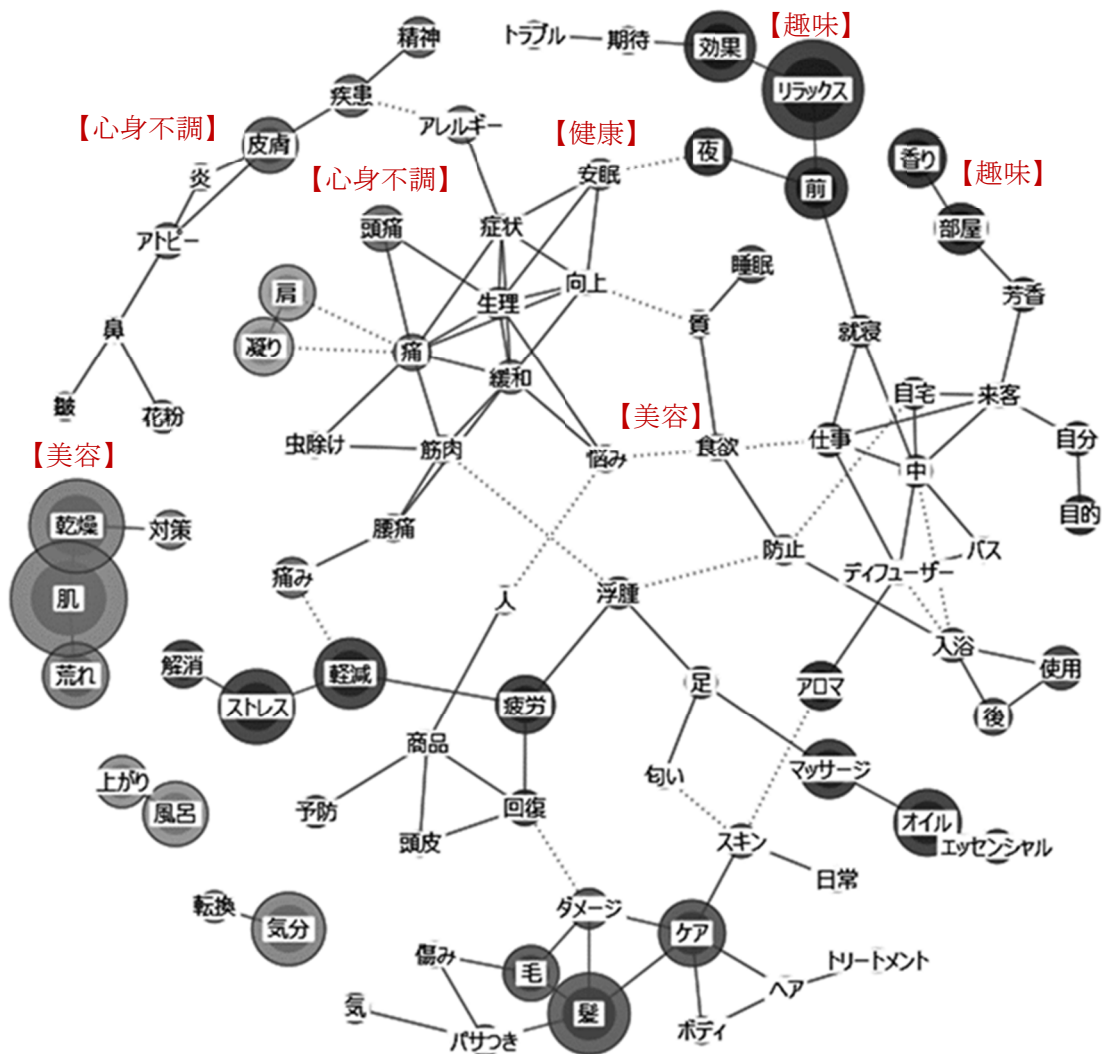 【趣味】
トラブル
期待
効果
リラックス
精神
疾患
アレルギー
【心身不調】
皮膚
炎
アトピー
鼻
皺
花粉
【心身不調】
【健康】
安眠
夜
前
香り
【趣味】
部屋
芳香
頭痛
症状
生理
向上
睡眠
質
肩
凝り
痛
緩和
就寝
自宅
来客
自分
目的
虫除け
筋肉
悩み
【美容】
食欲
仕事
中
【美容】
乾燥
対策
肌
荒れ
腰痛
痛み
人
浮腫
防止
バス
ディフューザー
入浴
使用
後
解消
ストレス
軽減
疲労
足
アロマ
商品
匂い
マッサージ
オイル
エッセンシャル
上がり
風呂
予防
頭皮
回復
スキン
日常
転換
気分
ダメージ
ケア
傷み
毛
髪
気
パサつき
ヘア
トリートメント
ボディ